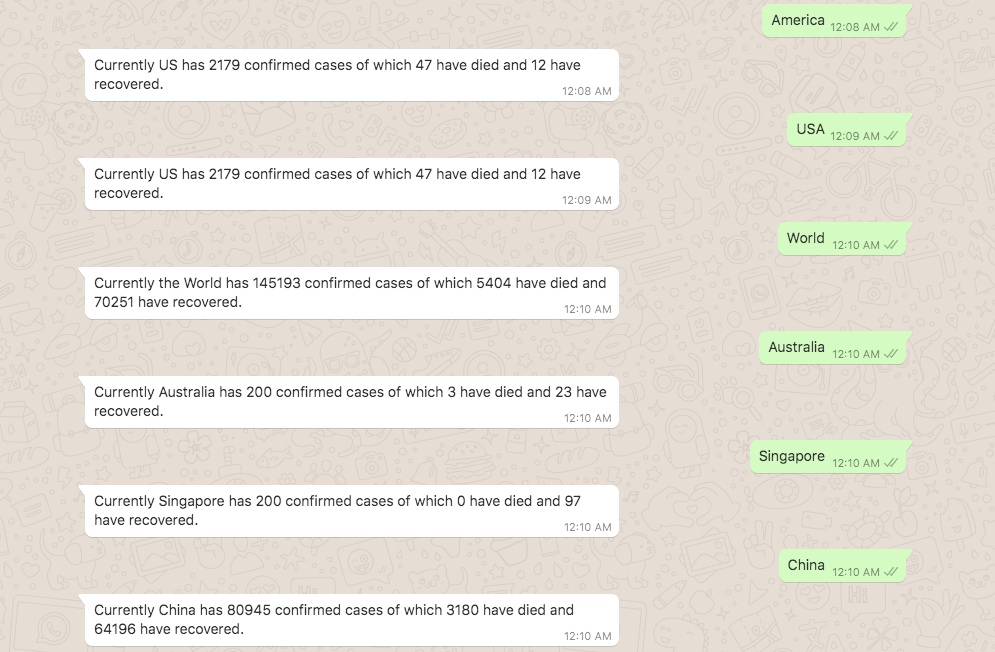 America 12:08 AM
Currently US has 2179 confirmed cases of which 47 have died and 12 have
recovered.
12:08 AM
USA 12:09 AM
Currently US has 2179 confirmed cases of which 47 have died and 12 have
recovered.
12:09 AM
World 12:10 AM
Currently the World has 145193 confirmed cases of which 5404 have died and
70251 have recovered.
12:10 AM
Australia 12:10 AM
Currently Australia has 200 confirmed cases of which 3 have died and 23 have
recovered.
12:10 AM
Singapore 12:10 AM
Currently Singapore has 200 confirmed cases of which 0 have died and 97
have recovered.
12:10 AM
China 12:10 AM
Currently China has 80945 confirmed cases of which 3180 have died and
64196 have recovered.
12:10 AM